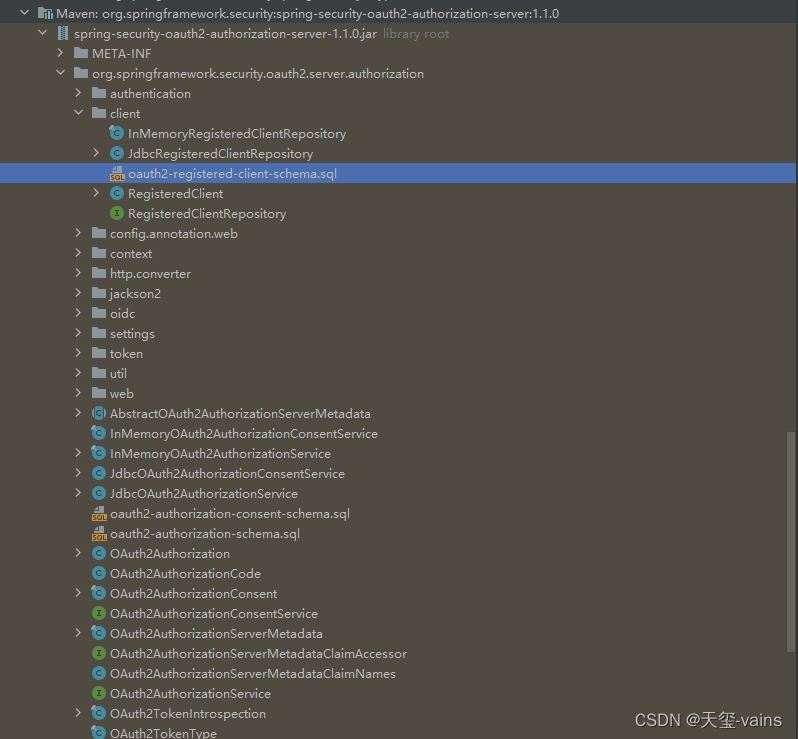 Maven: org.springframework.security:spring-security-oauth2-authorization-server:1.1.0
spring-security-oauth2-authorization-server-1.1.0.jar library root
META-INF
org.springframework.security.oauth2.server.authorization
authentication
client
InMemoryRegisteredClientRepository
JdbcRegisteredClientRepository
oauth2-registered-client-schema.sql
RegisteredClient
RegisteredClientRepository
config.annotation.web
context
http.converter
jackson2
oidc
settings
token
util
web
AbstractOAuth2AuthorizationServerMetadata
InMemoryOAuth2AuthorizationConsentService
InMemoryOAuth2AuthorizationService
JdbcOAuth2AuthorizationConsentService
JdbcOAuth2AuthorizationService
oauth2-authorization-consent-schema.sql
oauth2-authorization-schema.sql
OAuth2Authorization
OAuth2AuthorizationCode
OAuth2AuthorizationConsent
OAuth2AuthorizationConsentService
OAuth2AuthorizationServerMetadata
OAuth2AuthorizationServerMetadataClaimAccessor
OAuth2AuthorizationServerMetadataClaimNames
OAuth2AuthorizationService
OAuth2TokenIntrospection
OAuth2TokenType
CSDN @天玺-vains